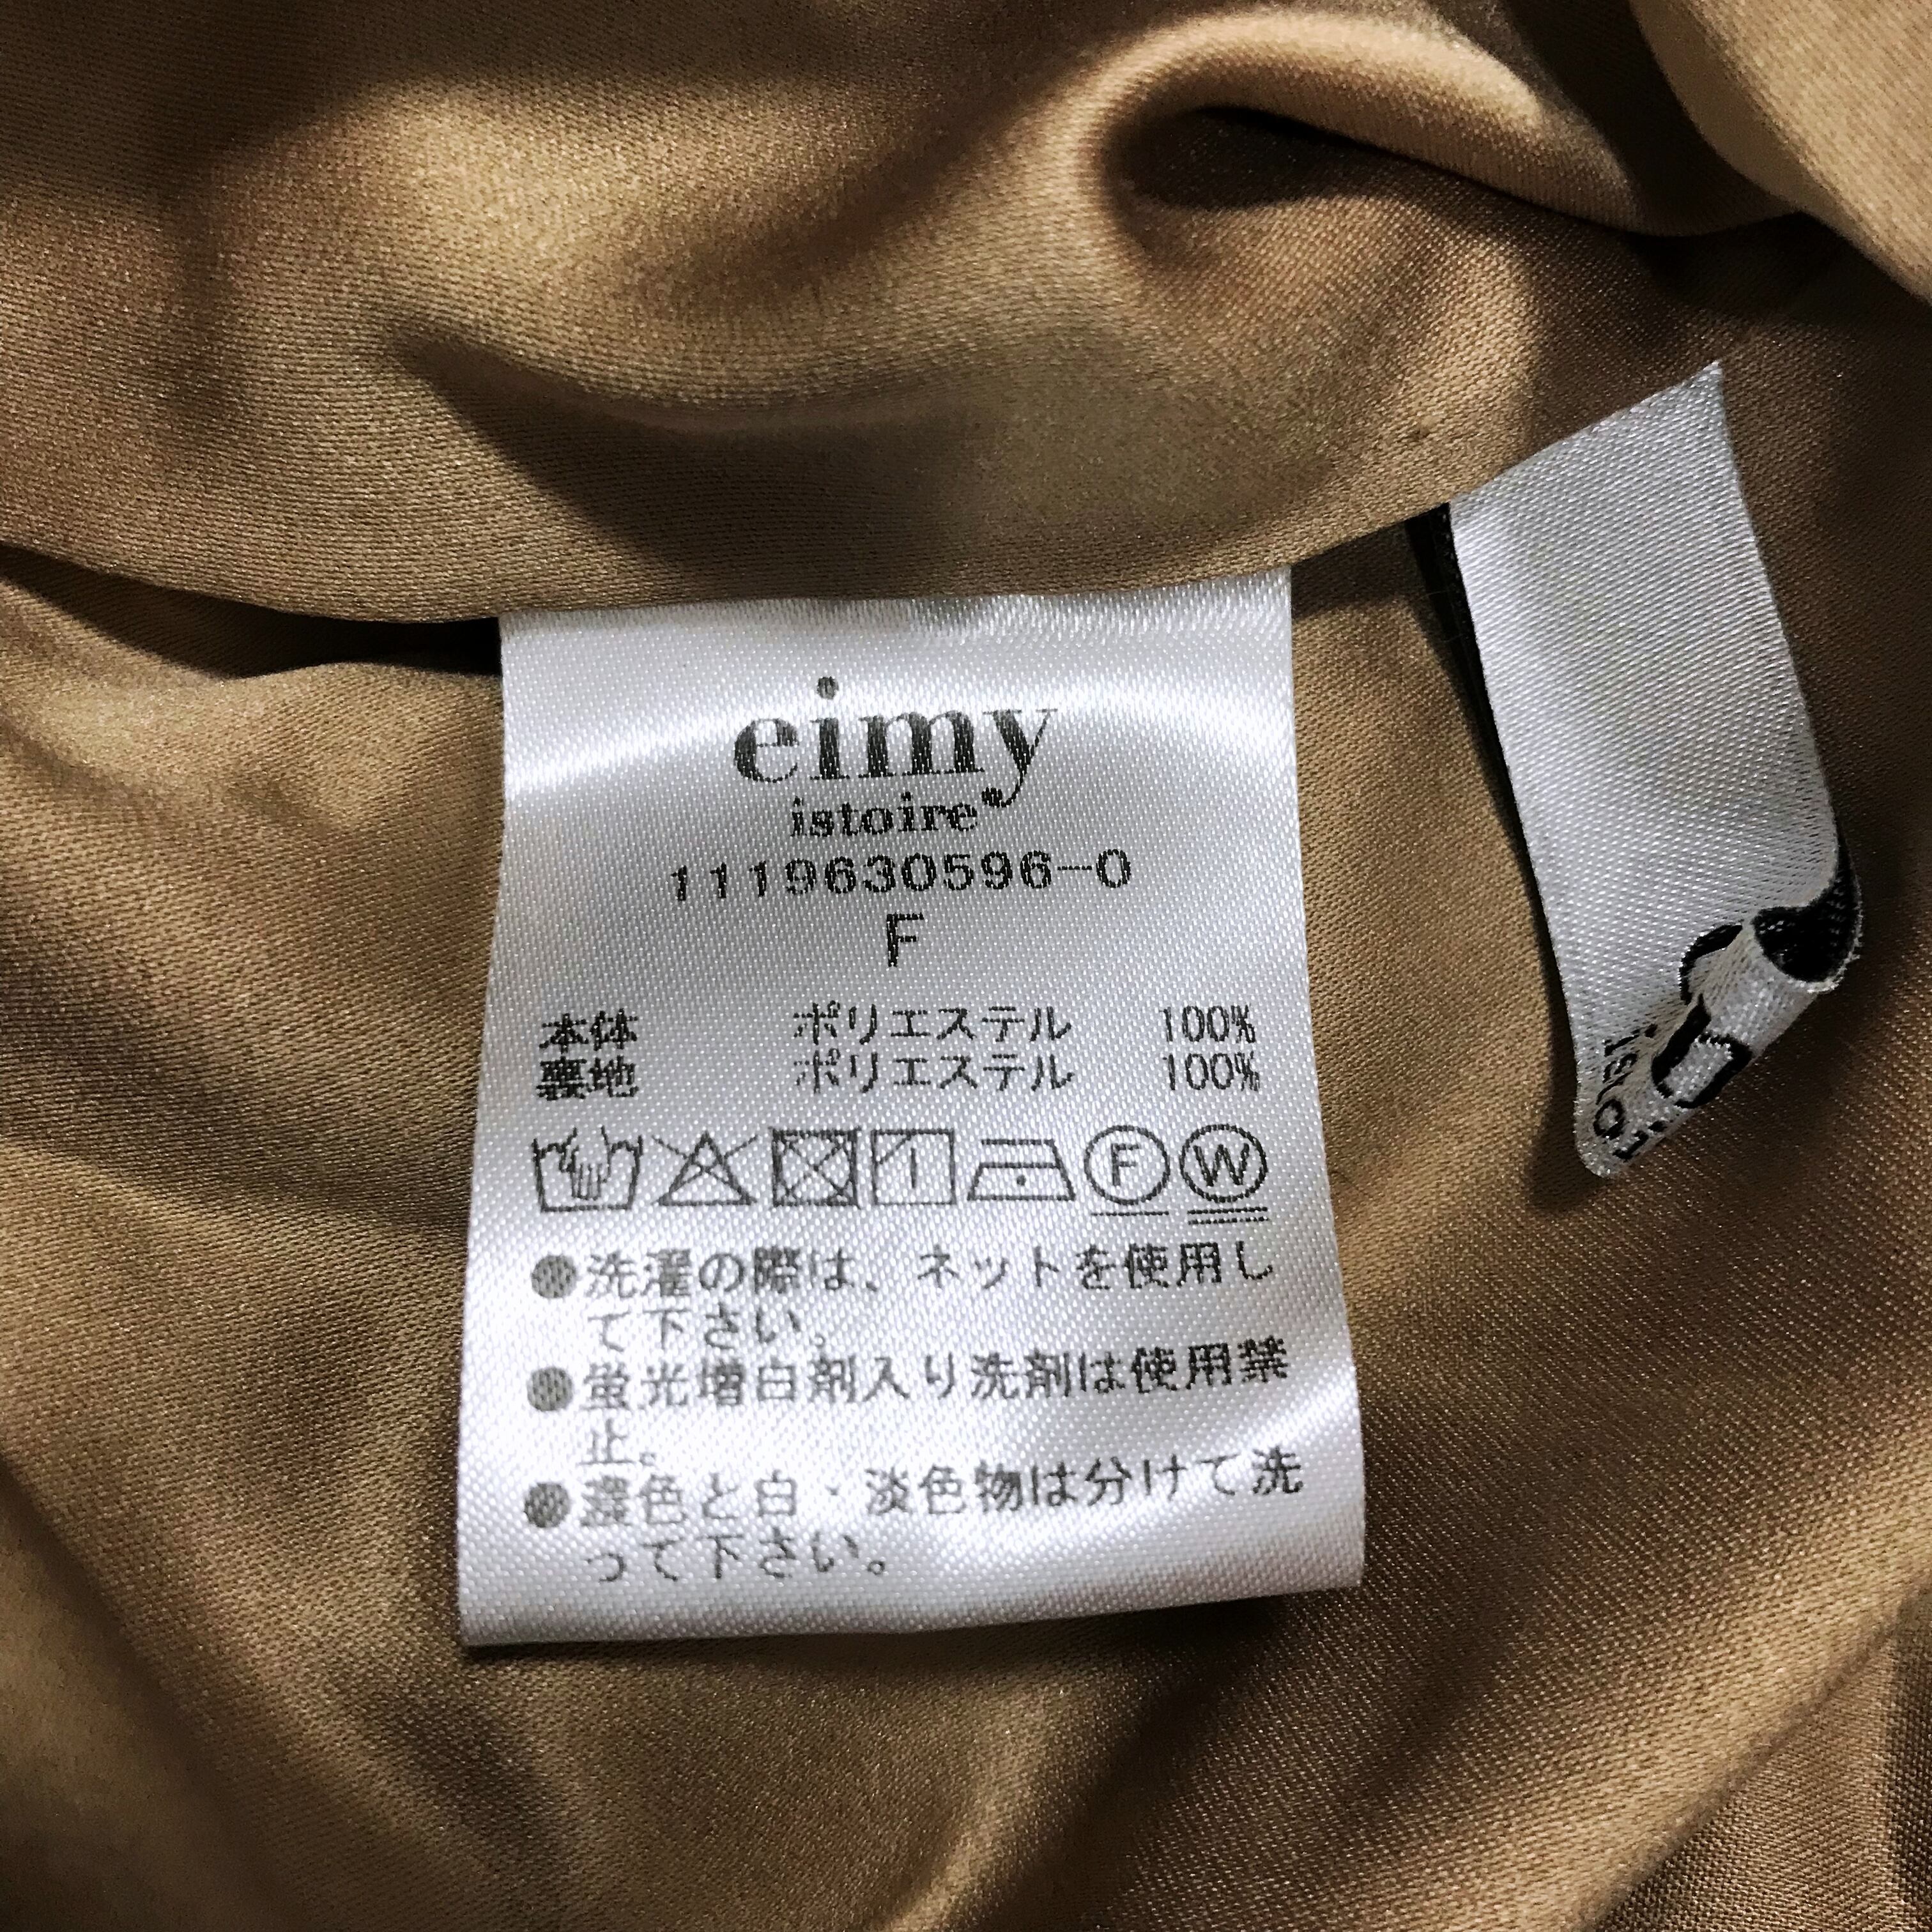 eimy
istoire
1119630596-0
F
本体 ポリエステル 100%
裏地 ポリエステル 100%
F W
●洗濯の際は、ネットを使用し
て下さい。
●蛍光増白剤入り洗剤は使用禁
止。
●濃色と白・淡色物は分けて洗
って下さい。